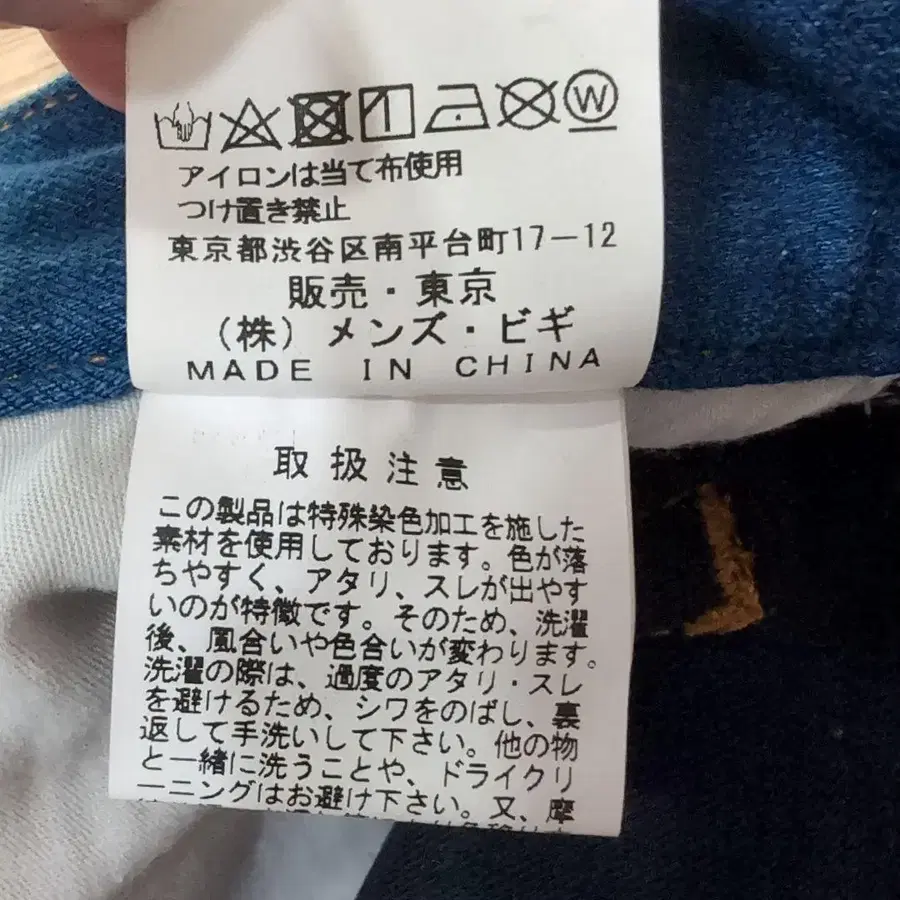 W
アイロンは当て布使用
つけ置き禁止
東京都渋谷区南平台町17-12
販売・東京
(株)メンズ・ビギ
MADE IN CHINA
取扱注意
この製品は特殊染色加工を施した
素材を使用しております。色が落
ちやすく、アタリ、スレが出やす
いのが特徴です。そのため、洗濯
後、風合いや色合いが変わります。
洗濯の際は、過度のアタリ・スレ
を避けるため、シワをのばし、裏
返して手洗いして下さい。他の物
と一緒に洗うことや、ドライクリ
ーニングはお避け下さい。又、摩